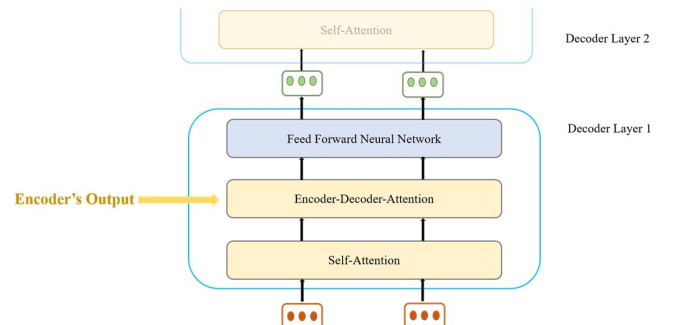 Self-Attention
Decoder Layer 2
Feed Forward Neural Network
Decoder Layer 1
Encoder's Output
Encoder-Decoder-Attention
Self-Attention